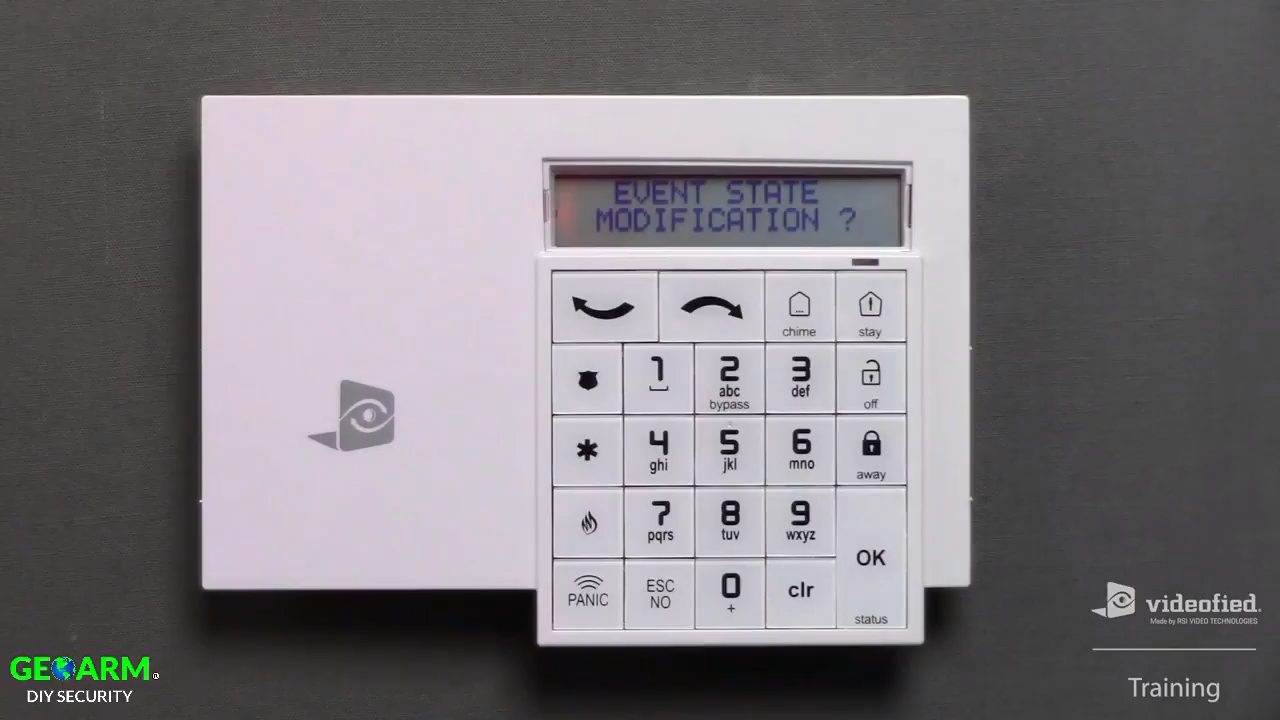 EVENT STATE
MODIFICATION ?
chime
stay
1
2
abc
bypass
3
def
off
*
4
ghi
5
jkl
6
mno
away
7
pqrs
8
tuv
9
wxyz
OK
status
PANIC
ESC
NO
0
+
clr
videofied.
Made by RSI VIDEO TECHNOLOGIES
Training
GEOARM®
DIY SECURITY